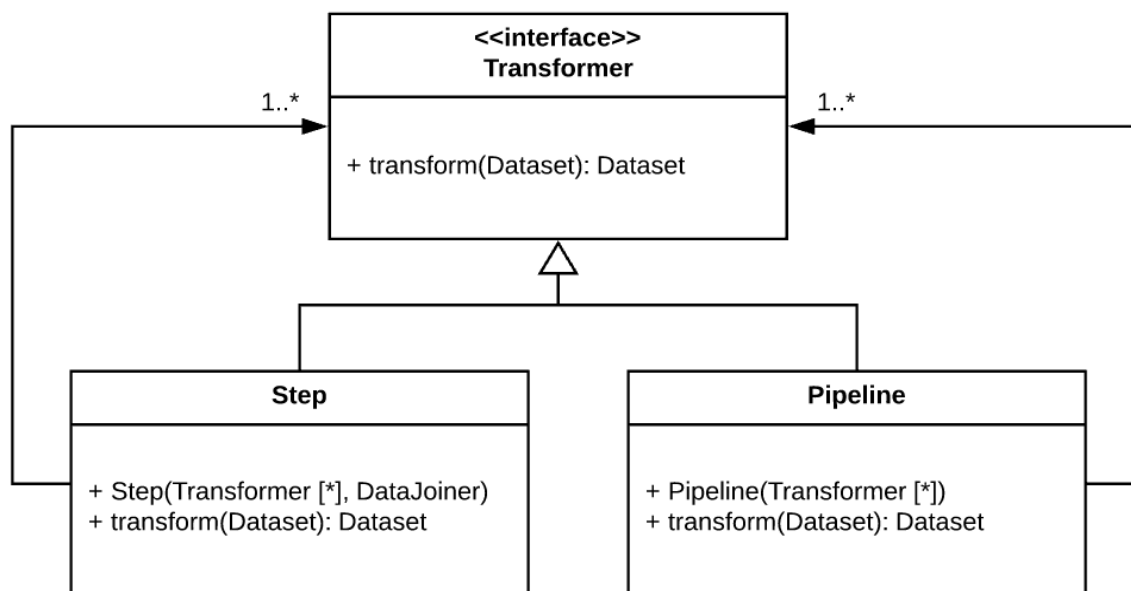 <<interface>>
Transformer
1..*
1..*
+ transform(Dataset): Dataset
Step
+ Step(Transformer [*], DataJoiner)
+ transform(Dataset): Dataset
Pipeline
+ Pipeline(Transformer [*])
+ transform(Dataset): Dataset